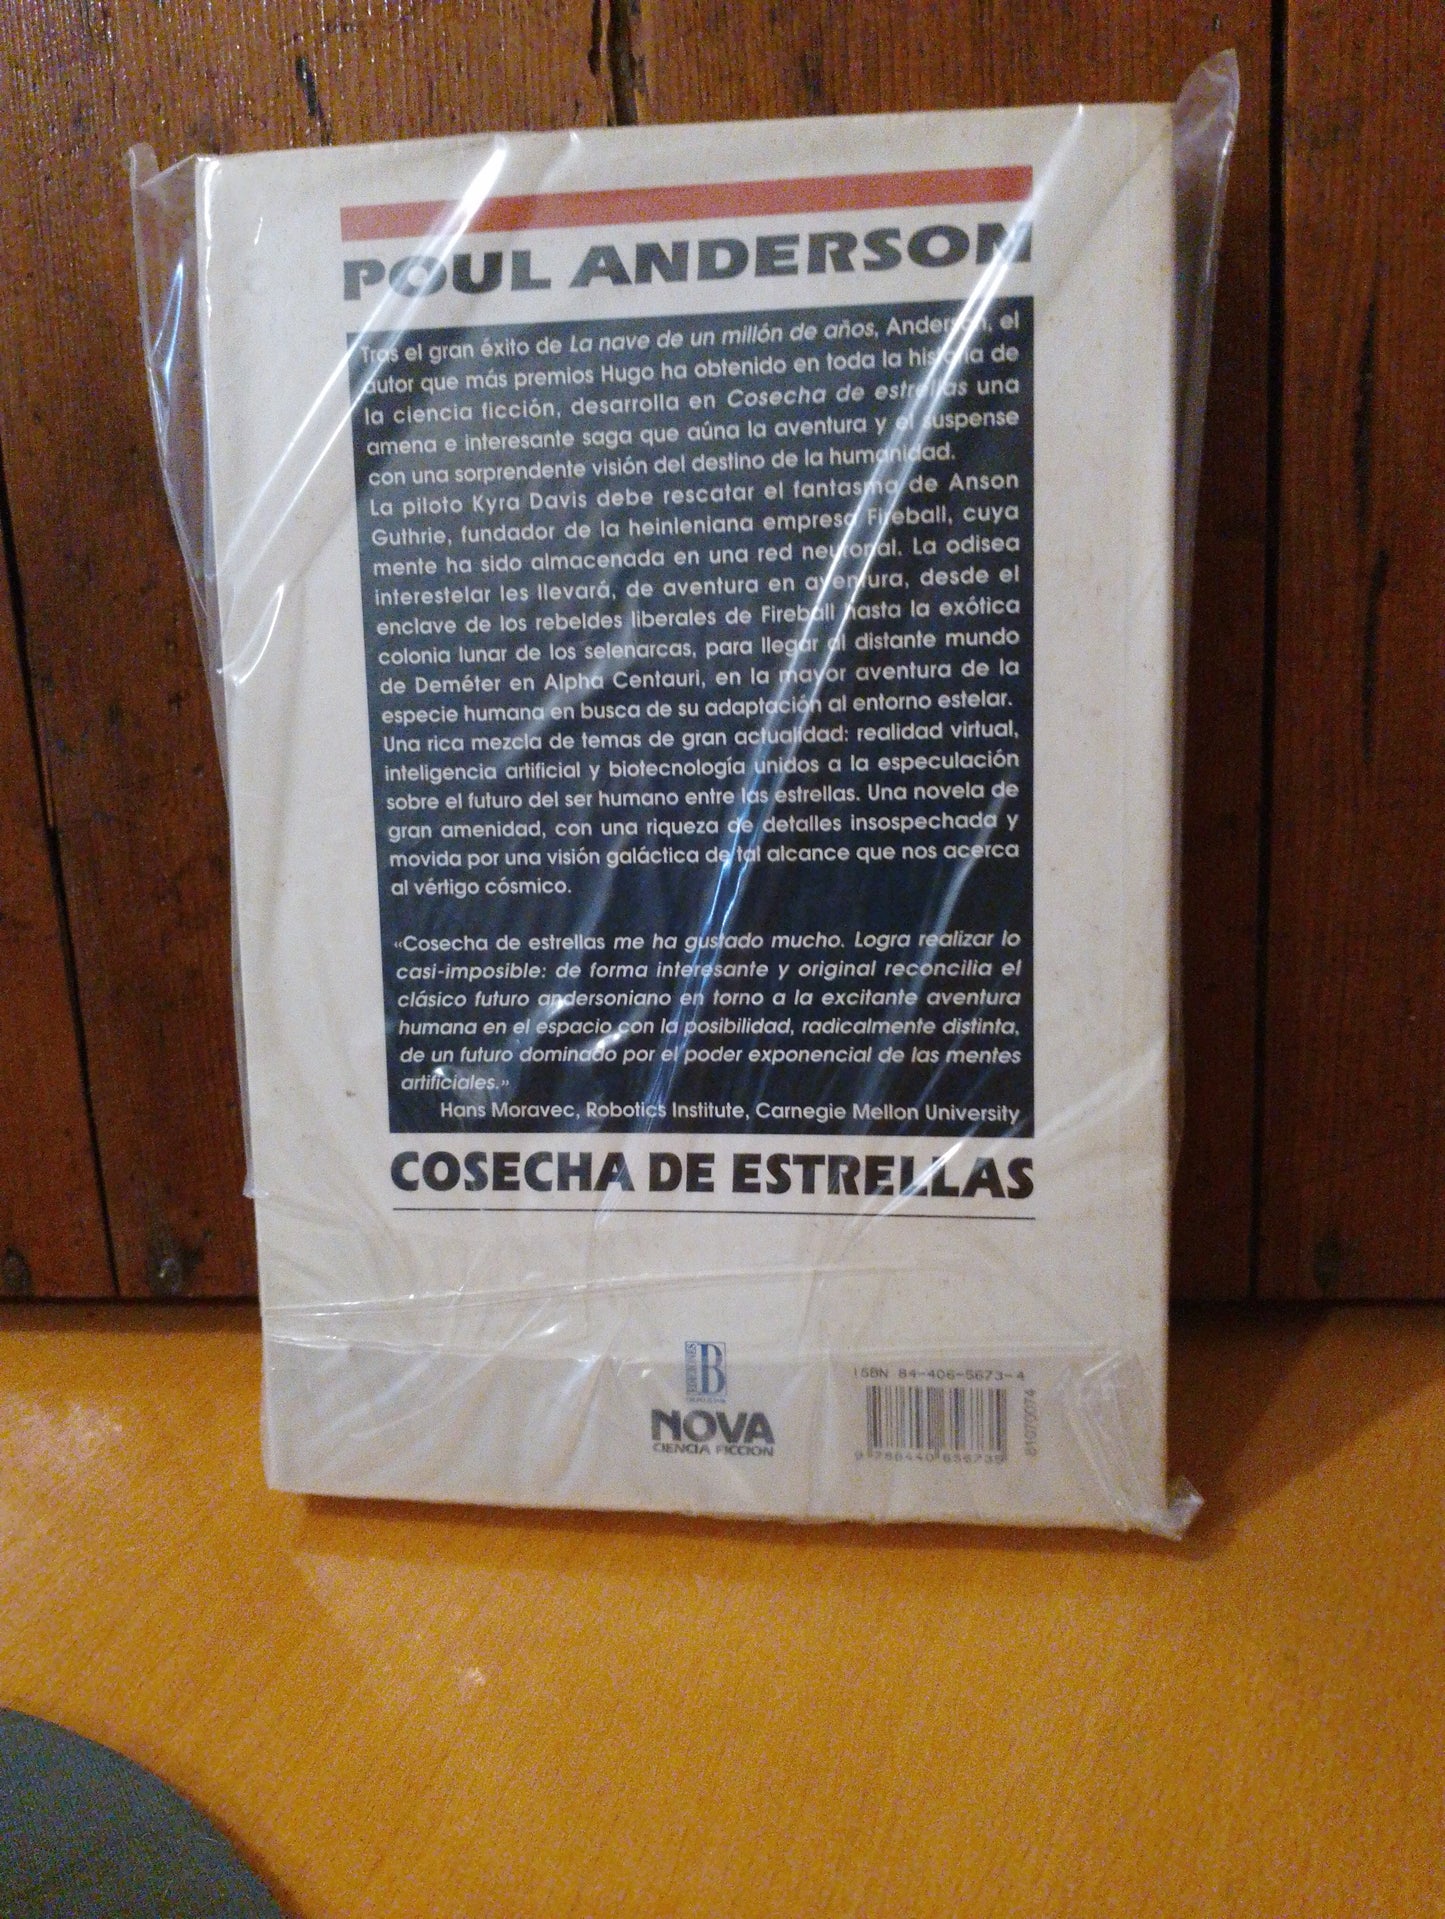 POUL ANDERSON
Tras el gran éxito de La nave de un millón de años, Anderson, el
autor que más premios Hugo ha obtenido en toda la historia de
la ciencia ficción, desarrolla en Cosecha de estrellas una
amena e interesante saga que aúna la aventura y el suspense
con una sorprendente visión del destino de la humanidad.
La piloto Kyra Davis debe rescatar el fantasma de Anson
Guthrie, fundador de la heinleniana empresa Fireball, cuya
mente ha sido almacenada en una red neuronal. La odisea
interestelar les llevará, de aventura en aventura, desde el
enclave de los rebeldes liberales de Fireball hasta la exótica
colonia lunar de los selenarcas, para llegar al distante mundo
de Deméter en Alpha Centauri, en la mayor aventura de la
especie humana en busca de su adaptación al entorno estelar.
Una rica mezcla de temas de gran actualidad: realidad virtual,
inteligencia artificial y biotecnología unidos a la especulación
sobre el futuro del ser humano entre las estrellas. Una novela de
gran amenidad, con una riqueza de detalles insospechada y
movida por una visión galáctica de tal alcance que nos acerca
al vértigo cósmico.
«Cosecha de estrellas me ha gustado mucho. Logra realizar lo
casi-imposible: de forma interesante y original reconcilia el
clásico futuro andersoniano en torno a la excitante aventura
humana en el espacio con la posibilidad, radicalmente distinta,
de un futuro dominado por el poder exponencial de las mentes
artificiales.»
Hans Moravec, Robotics Institute, Carnegie Mellon University
COSECHA DE ESTRELLAS
EDICIONES B
NOVA
CIENCIA FICCION
ISBN 84-406-5673-4
9 788440 656735
01070074